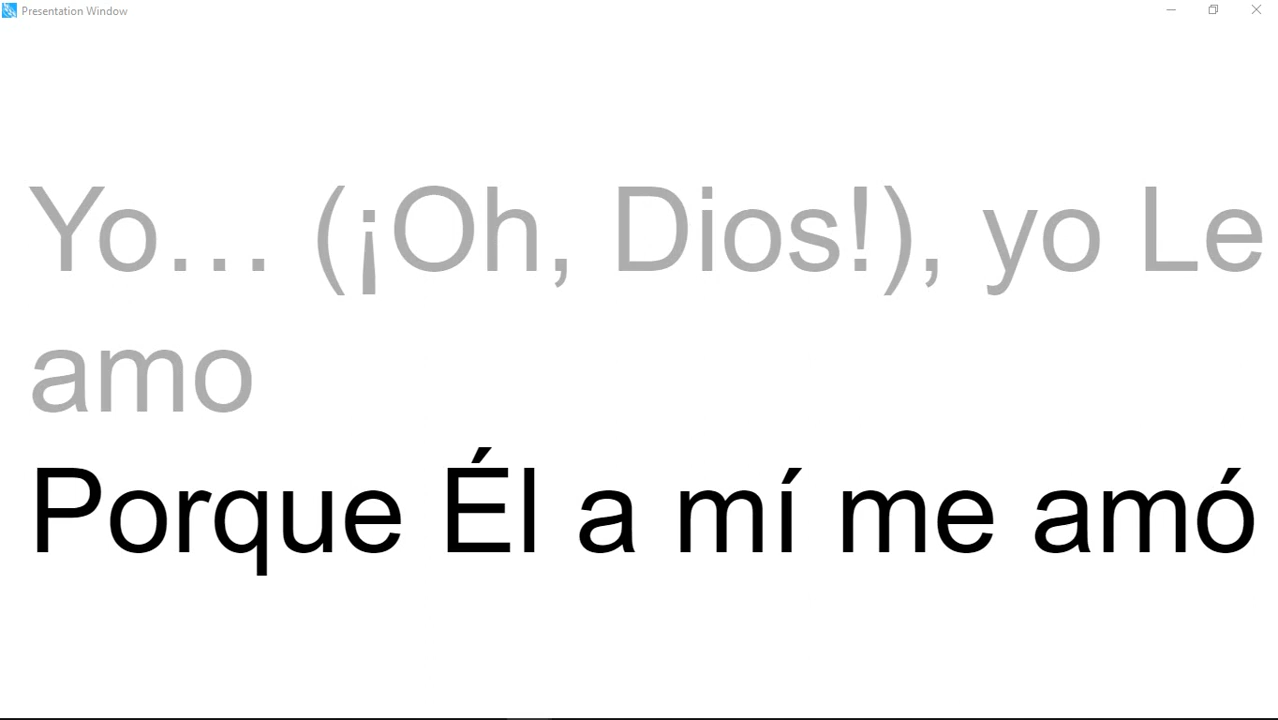 Presentation Window
Yo… (¡Oh, Dios!), yo Le
amo
Porque Él a mí me amó